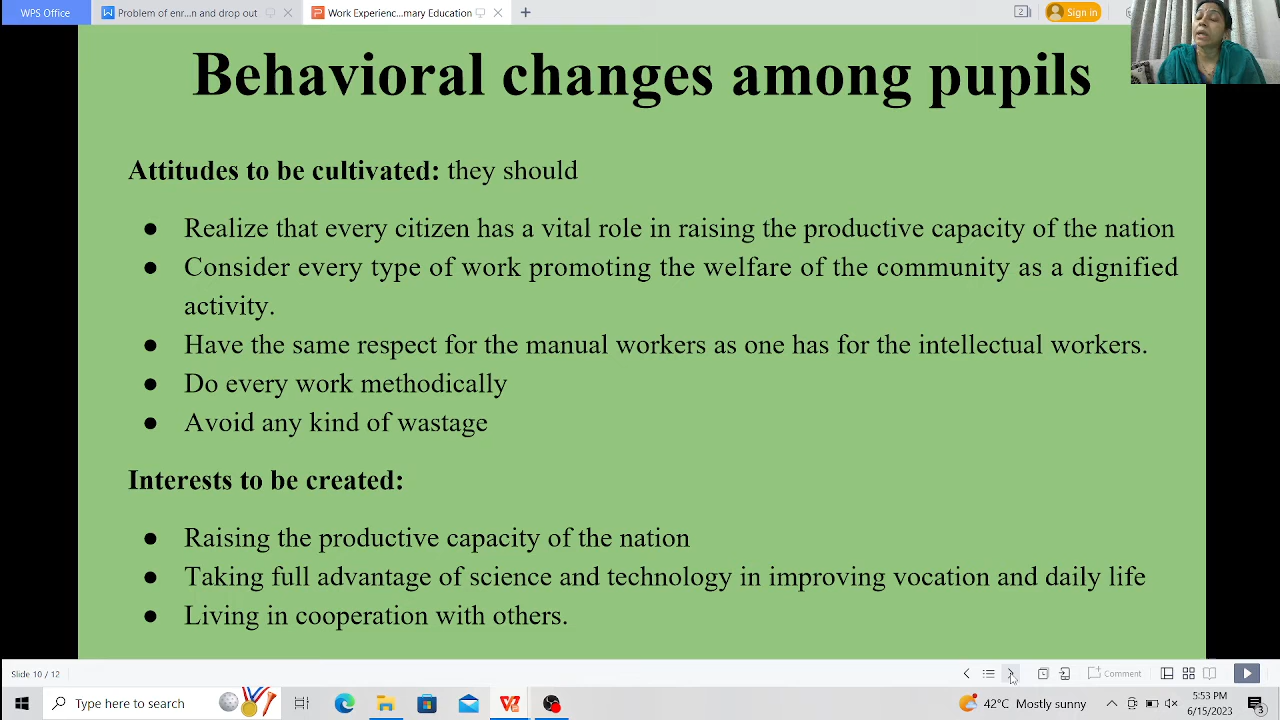 WPS Office
Problem of enr...n and drop out
Work Experienc...mary Education
Sign in
Behavioral changes among pupils
Attitudes to be cultivated: they should
● Realize that every citizen has a vital role in raising the productive capacity of the nation
● Consider every type of work promoting the welfare of the community as a dignified
activity.
● Have the same respect for the manual workers as one has for the intellectual workers.
● Do every work methodically
● Avoid any kind of wastage
Interests to be created:
● Raising the productive capacity of the nation
● Taking full advantage of science and technology in improving vocation and daily life
● Living in cooperation with others.
Slide 10 / 12
Comment
Type here to search
42°C Mostly sunny
5:53 PM
6/15/2023
3